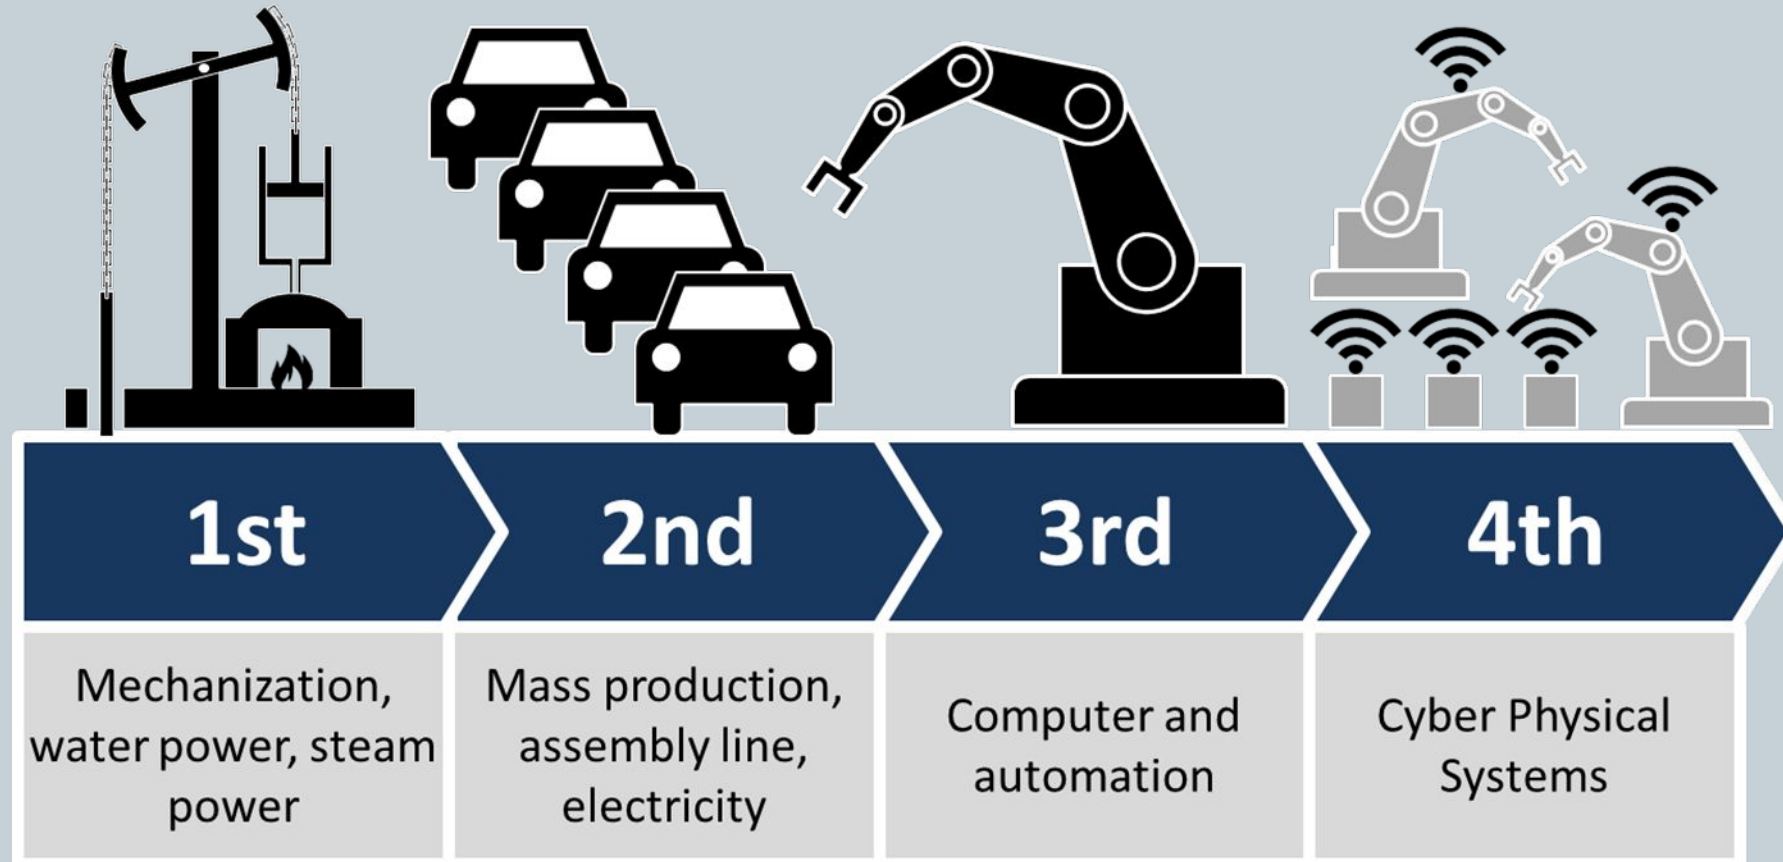 1st
2nd
3rd
4th
Mechanization,
water power, steam
power
Mass production,
assembly line,
electricity
Computer and
automation
Cyber Physical
Systems